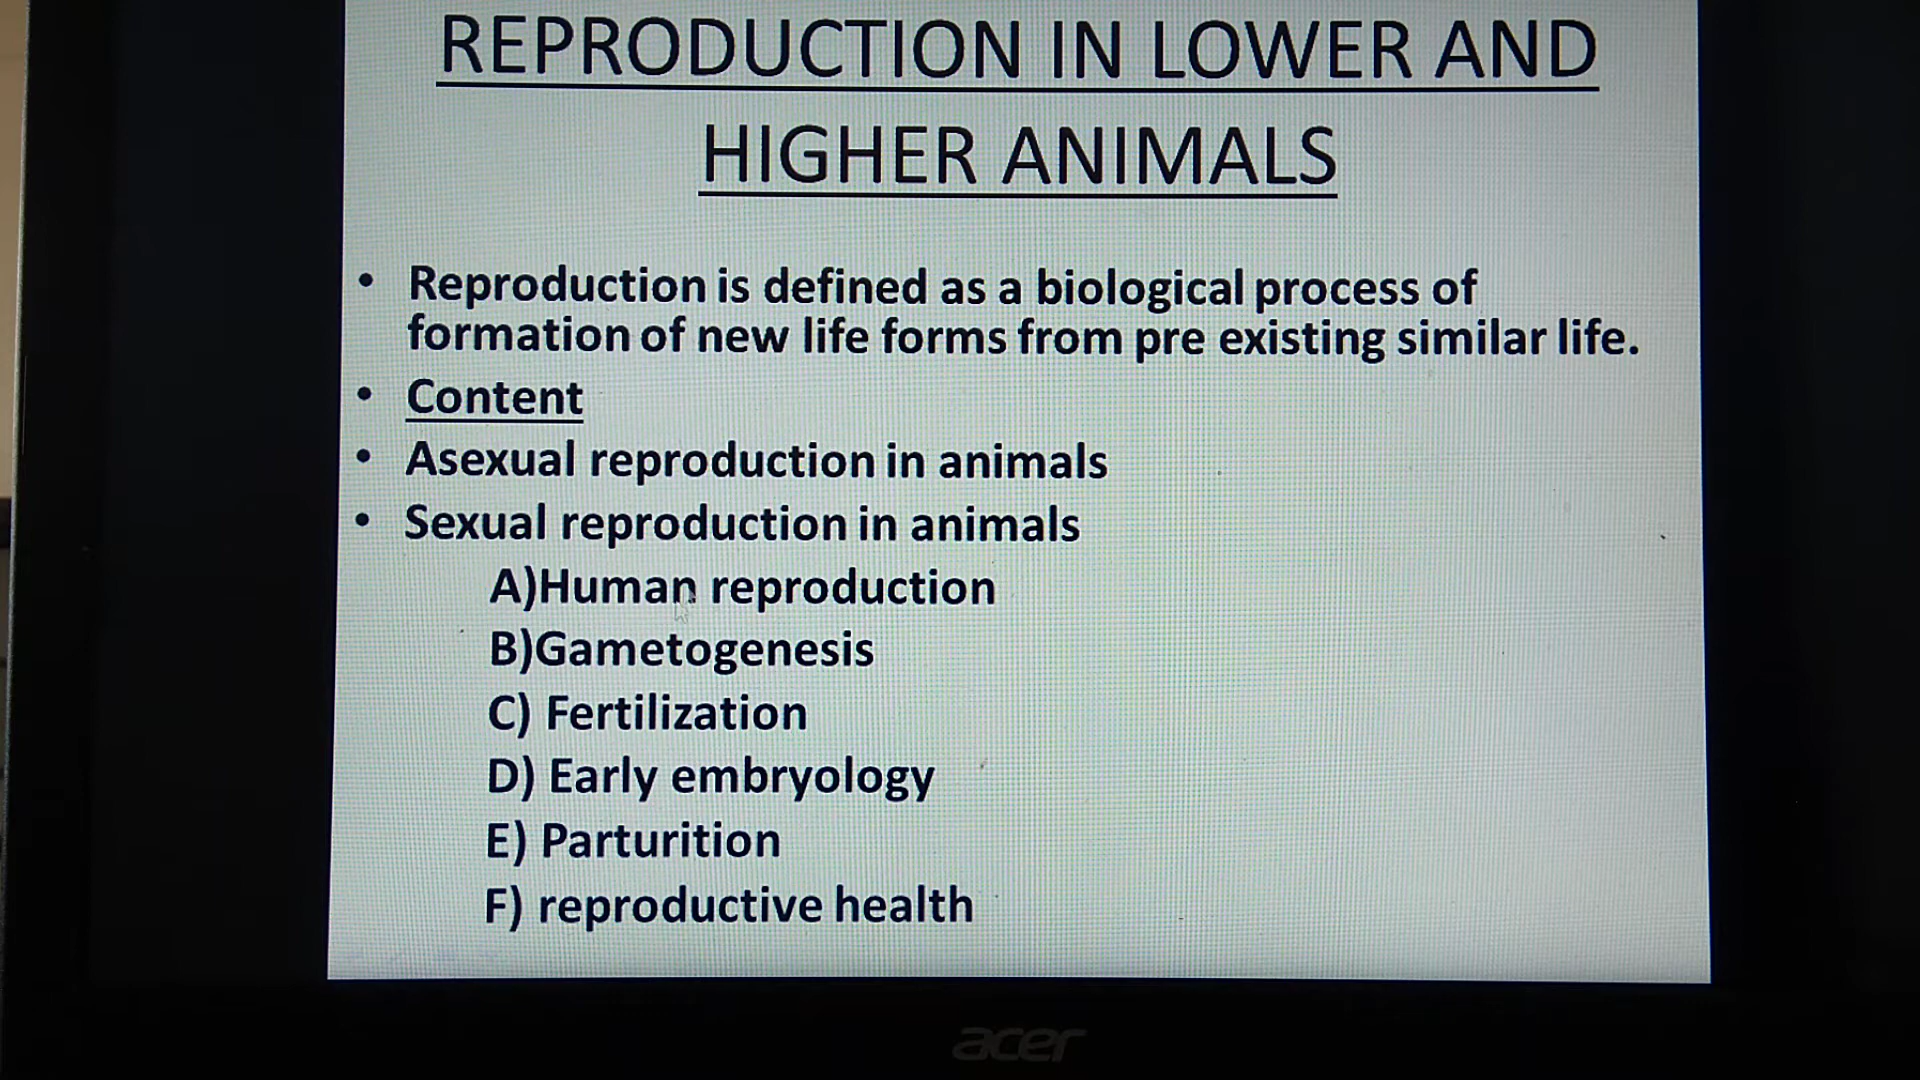 REPRODUCTION IN LOWER AND
HIGHER ANIMALS
• Reproduction is defined as a biological process of
formation of new life forms from pre existing similar life.
• Content
• Asexual reproduction in animals
• Sexual reproduction in animals
A)Human reproduction
B)Gametogenesis
C) Fertilization
D) Early embryology
E) Parturition
F) reproductive health
acer